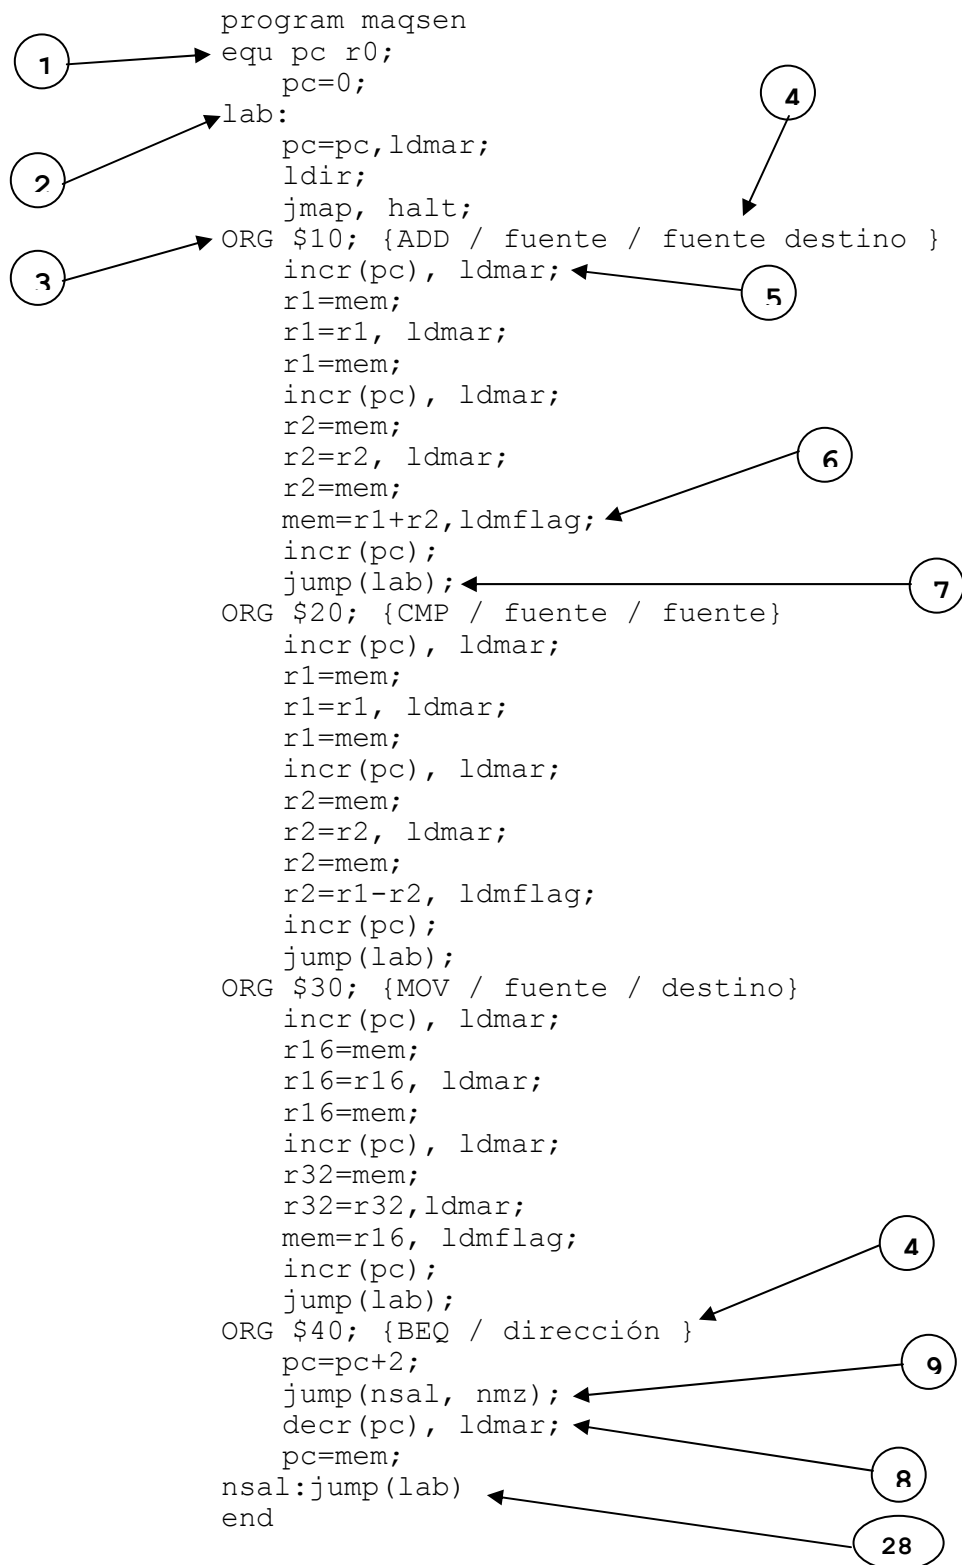 program maqsen
equ pc r0;
pc=0;
lab:
pc=pc,ldmar;
ldir;
jmap, halt;
ORG $10; {ADD / fuente / fuente destino }
incr(pc), ldmar;
r1=mem;
r1=r1, ldmar;
r1=mem;
incr(pc), ldmar;
r2=mem;
r2=r2, ldmar;
r2=mem;
mem=r1+r2,ldmflag;
incr(pc);
jump(lab);
ORG $20; {CMP / fuente / fuente}
incr(pc), ldmar;
r1=mem;
r1=r1, ldmar;
r1=mem;
incr(pc), ldmar;
r2=mem;
r2=r2, ldmar;
r2=mem;
r2=r1-r2, ldmflag;
incr(pc);
jump(lab);
ORG $30; {MOV / fuente / destino}
incr(pc), ldmar;
r16=mem;
r16=r16, ldmar;
r16=mem;
incr(pc), ldmar;
r32=mem;
r32=r32,ldmar;
mem=r16, ldmflag;
incr(pc);
jump(lab);
ORG $40; {BEQ / dirección }
pc=pc+2;
jump(nsal, nmz);
decr(pc), ldmar;
pc=mem;
nsal:jump(lab)
end
1
2
3
4
5
6
7
4
9
8
28